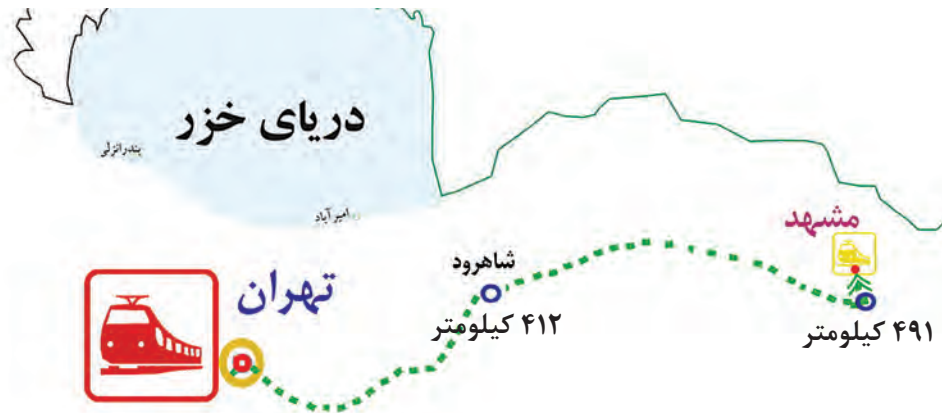 دریای خزر
بندرانزلی
امیرآباد
مشهد
شاهرود
تهران
۴۱۲ کیلومتر
۴۹۱ کیلومتر